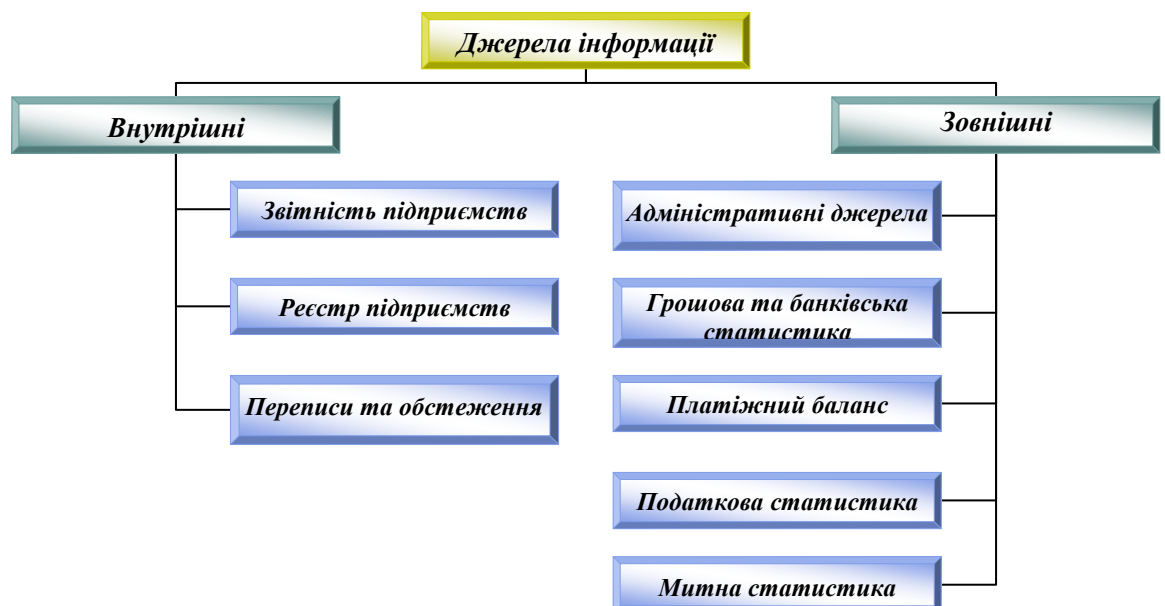 Джерела інформації
Внутрішні
Зовнішні
Звітність підприємств
Реєстр підприємств
Переписи та обстеження
Адміністративні джерела
Грошова та банківська
статистика
Платіжний баланс
Податкова статистика
Митна статистика